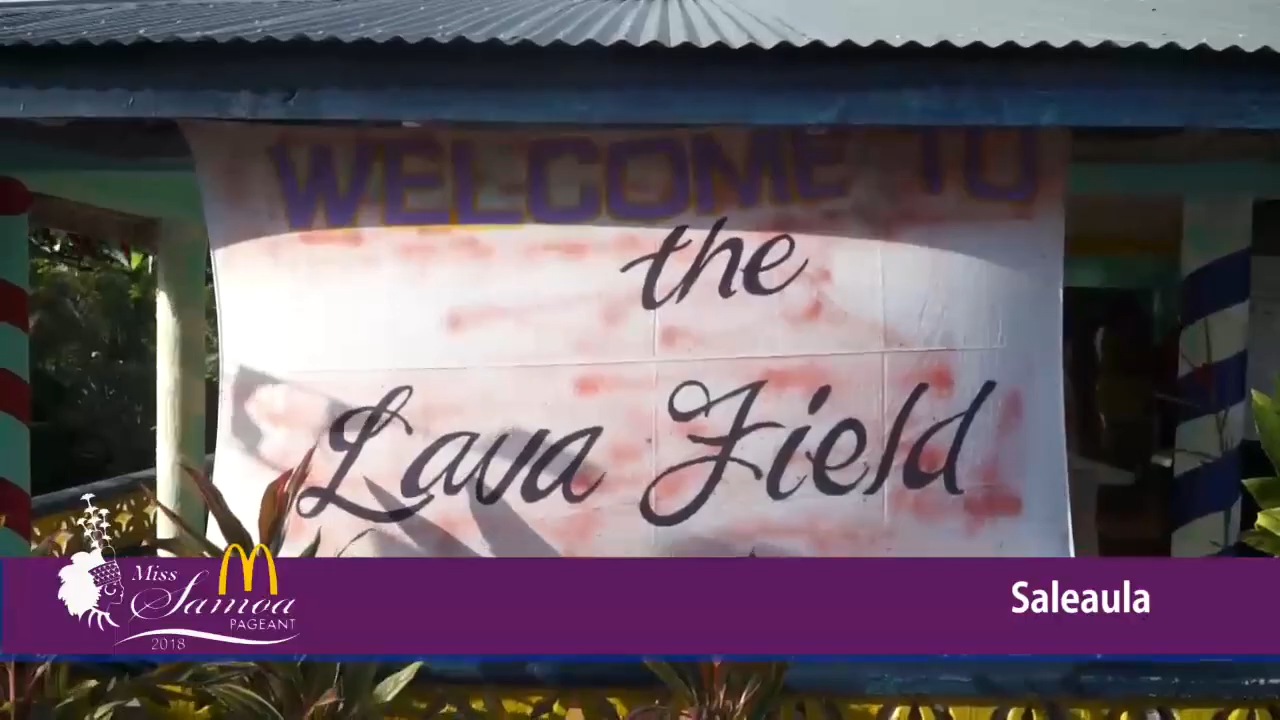 WELCOME TO
the
Lava Field
Miss
Samoa
PAGEANT
2018
Saleaula